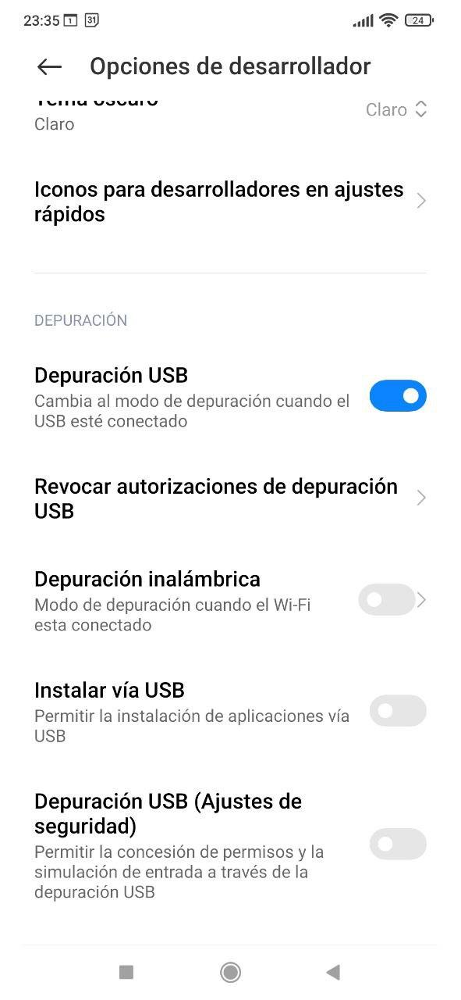 23:35 1 31 24
Opciones de desarrollador
Tema oscuro
Claro
Claro
Iconos para desarrolladores en ajustes
rápidos
DEPURACIÓN
Depuración USB
Cambia al modo de depuración cuando el
USB esté conectado
Revocar autorizaciones de depuración
USB
Depuración inalámbrica
Modo de depuración cuando el Wi-Fi
esta conectado
Instalar vía USB
Permitir la instalación de aplicaciones vía
USB
Depuración USB (Ajustes de
seguridad)
Permitir la concesión de permisos y la
simulación de entrada a través de la
depuración USB